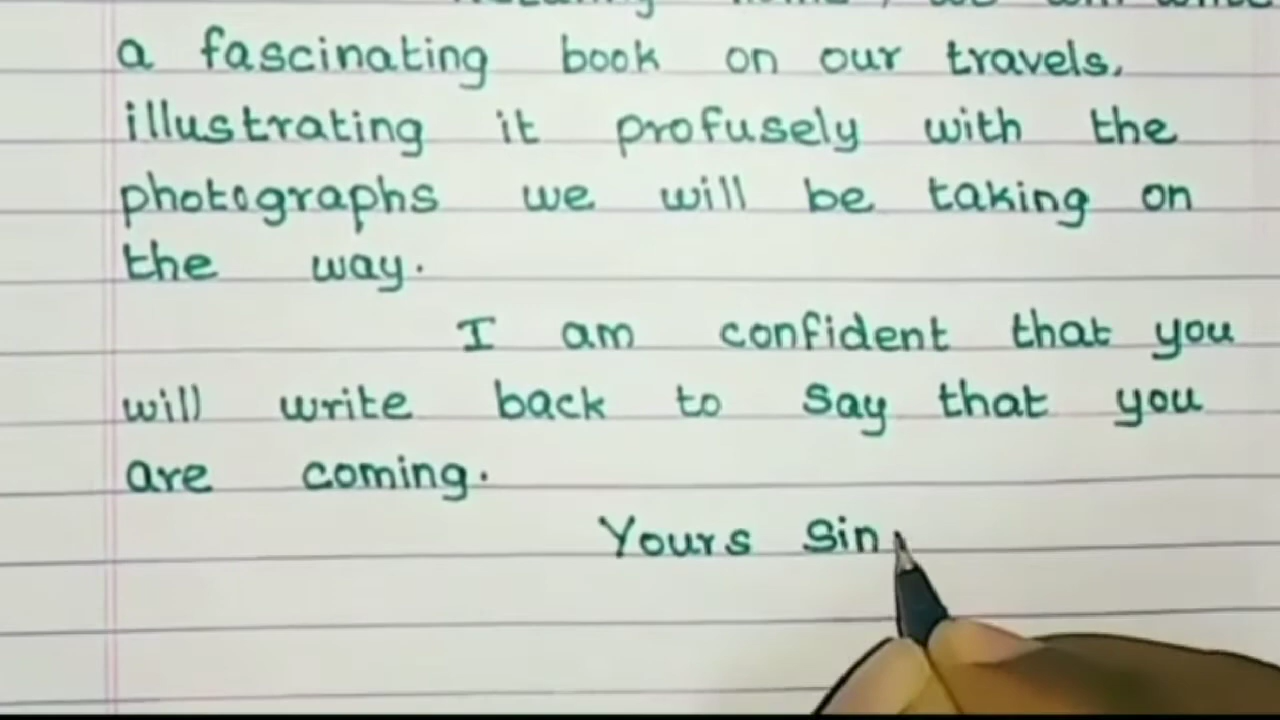 a fascinating book on our travels,
illustrating it profusely with the
photographs we will be taking on
the way.
I am confident that you
will write back to say that you
are coming.
Yours Sin